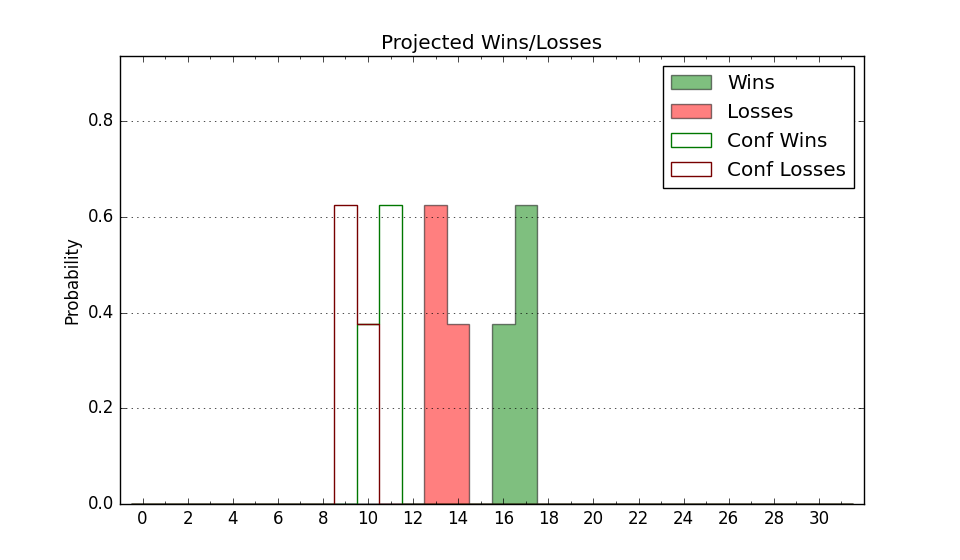 Projected Wins/Losses
Wins
Losses
Conf Wins
Conf Losses
Probability
0.8
0.6
0.4
0.2
0.0
0 2 4 6 8 10 12 14 16 18 20 22 24 26 28 30